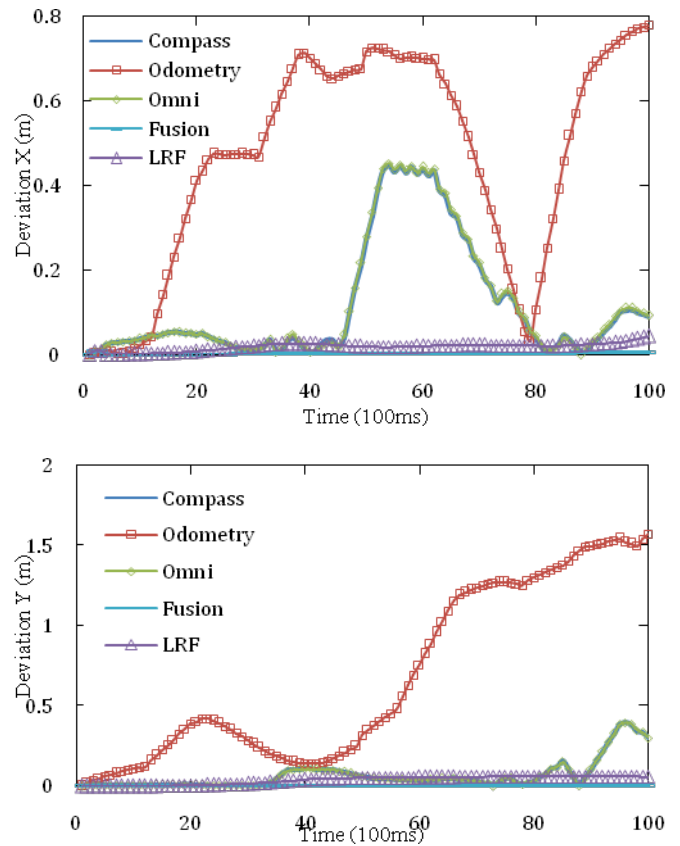 0.8
0.6
0.4
0.2
0
Deviation X (m)
Compass
Odometry
Omni
Fusion
LRF
0 20 40 60 80 100
Time (100ms)
2
1.5
1
0.5
0
Deviation Y (m)
Compass
Odometry
Omni
Fusion
LRF
0 20 40 60 80 100
Time (100ms)